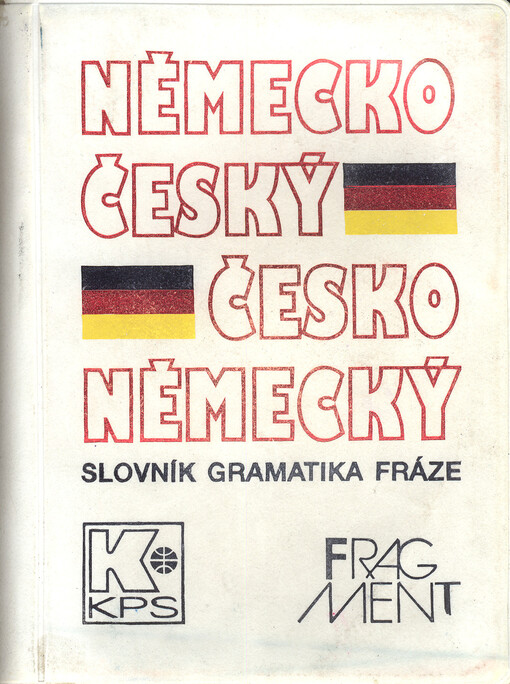 NĚMECKO
ČESKÝ
ČESKO
NĚMECKÝ
SLOVNÍK GRAMATIKA FRÁZE
K
KPS
FRAG
MENT